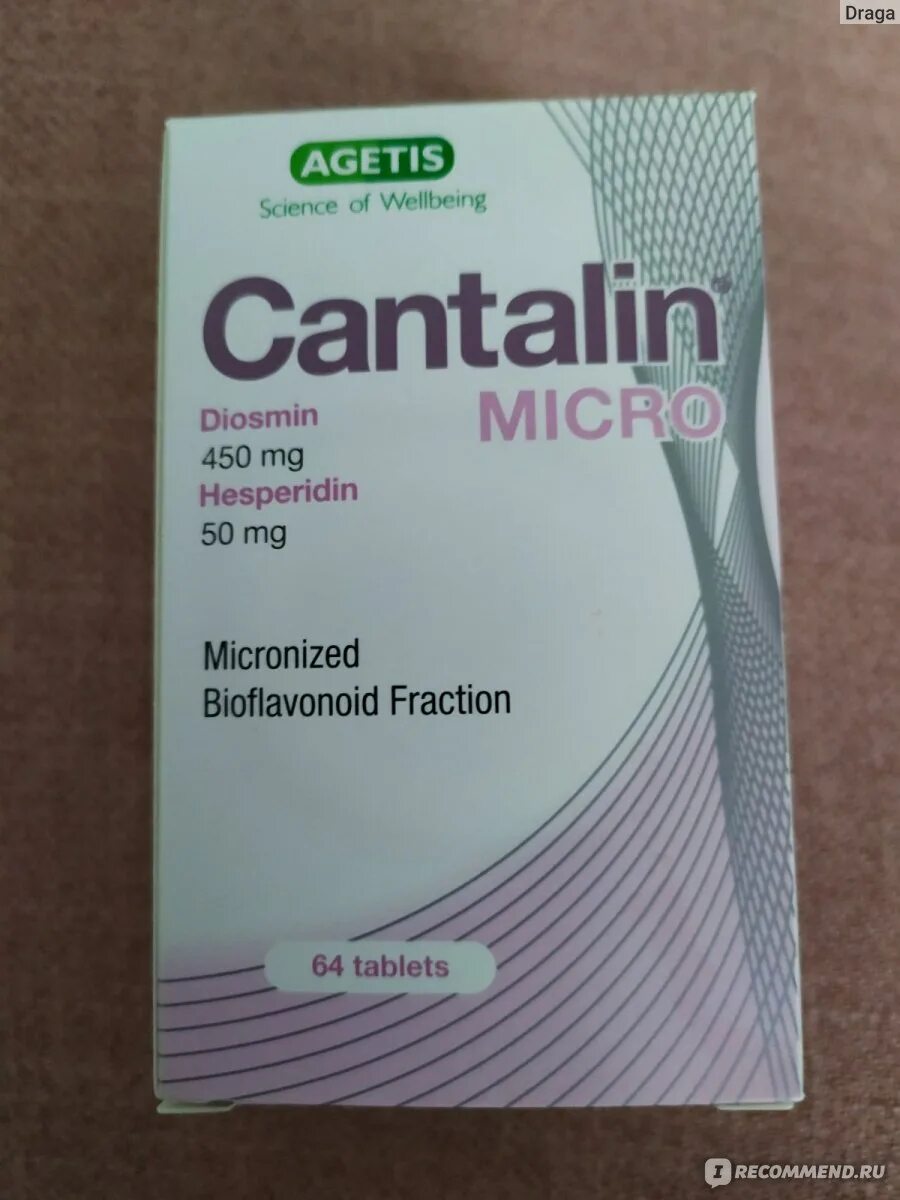 Draga
AGETIS
Science of Wellbeing
Cantalin
MICRO
Diosmin
450 mg
Hesperidin
50 mg
Micronized
Bioflavonoid Fraction
64 tablets
IRECOMMEND.RU